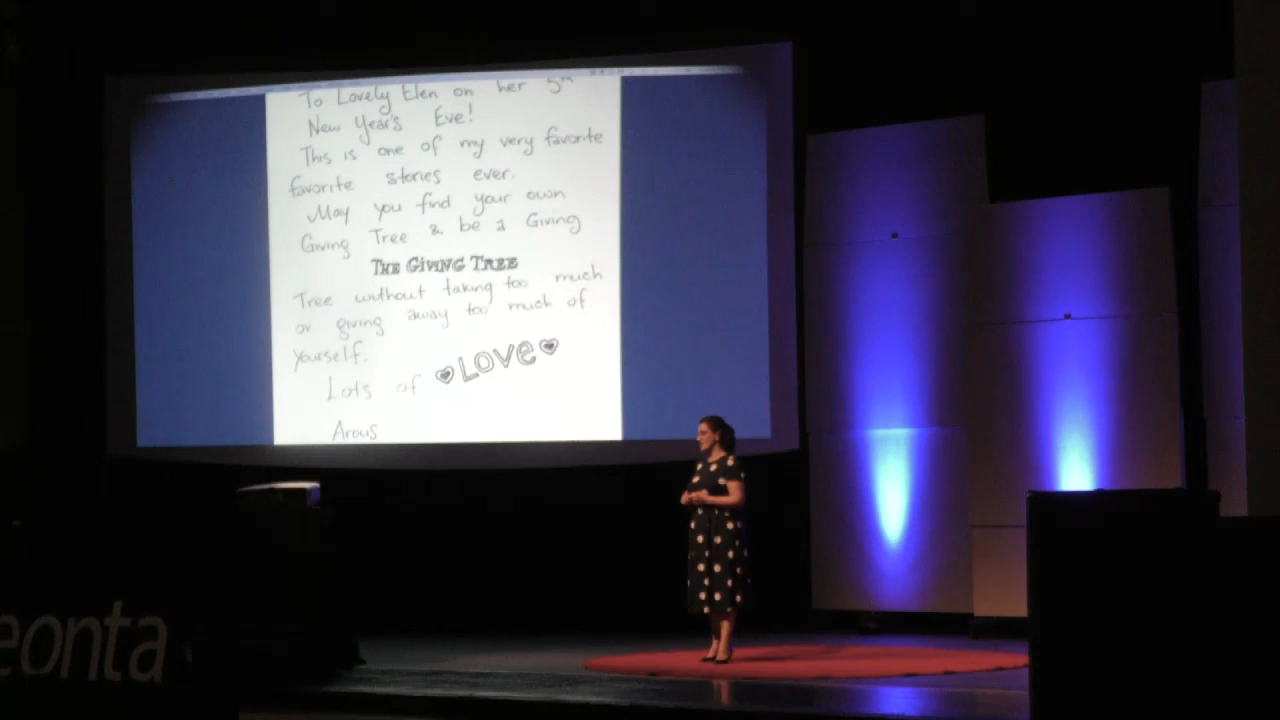 To Lovely Elen on her 5th
New Year's Eve!
This is one of my very favorite
favorite stories ever.
May you find your own
Giving Tree & be a Giving
THE GIVING TREE
Tree without taking too much
or giving away too much of
yourself.
Lots of LOVE
Arous
eonta